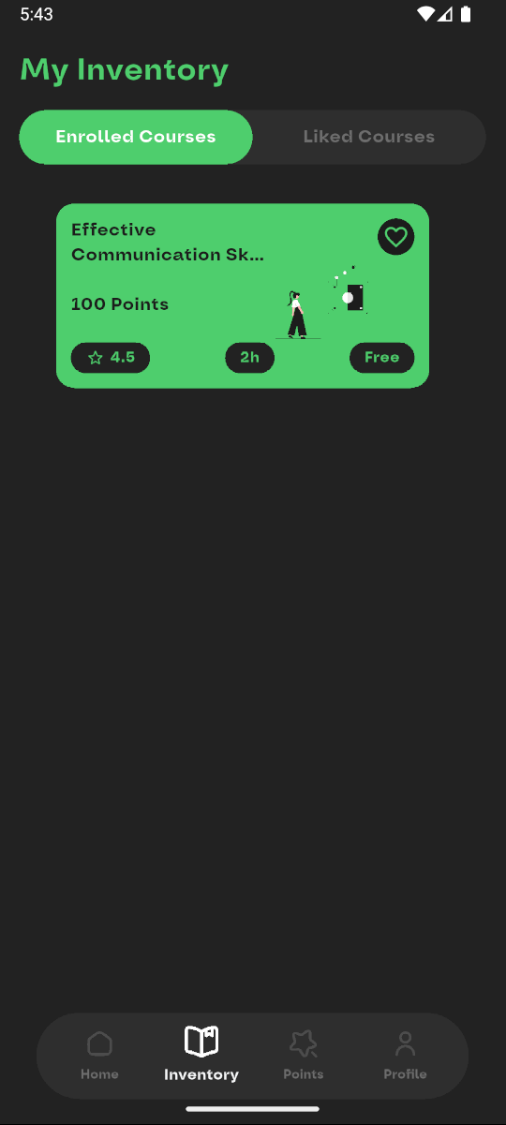 5:43
My Inventory
Enrolled Courses
Liked Courses
Effective
Communication Sk...
100 Points
4.5
2h
Free
Home
Inventory
Points
Profile